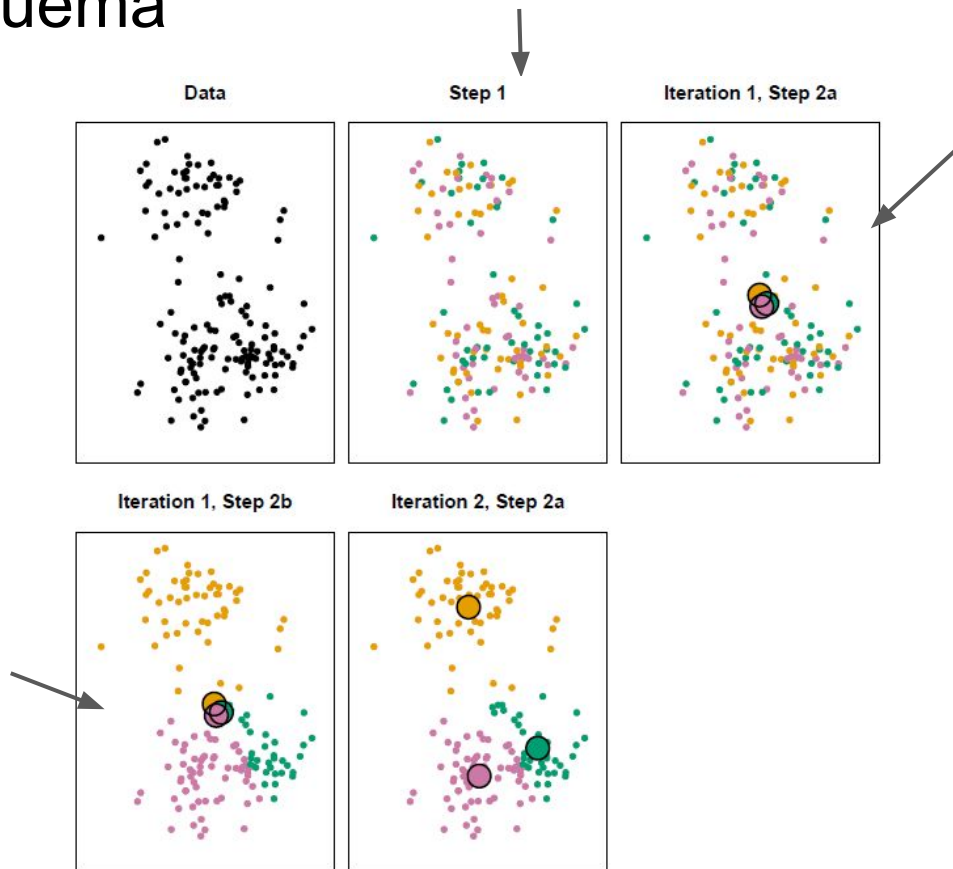 uema
Data
Step 1
Iteration 1, Step 2a
Iteration 1, Step 2b
Iteration 2, Step 2a